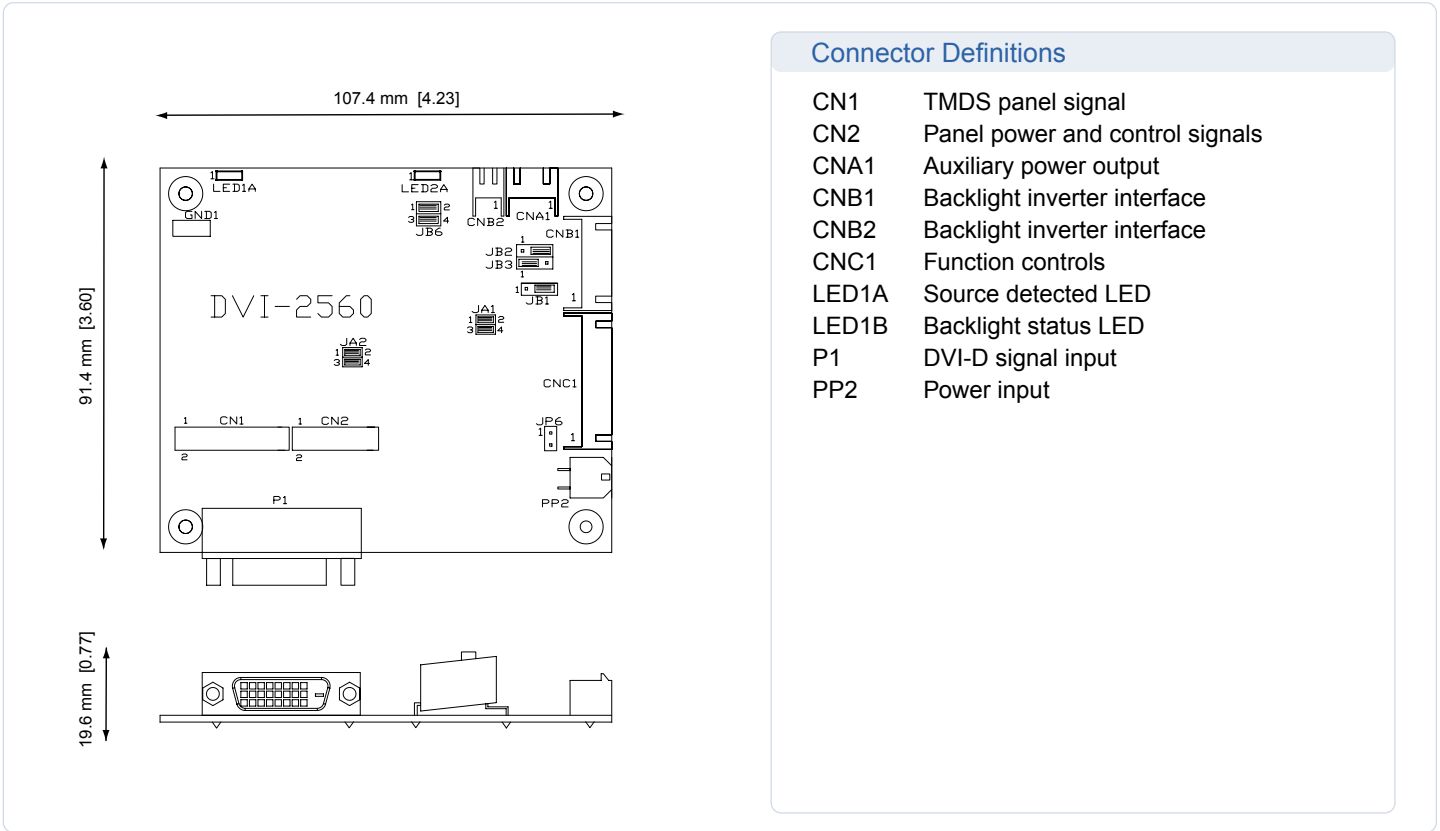 107.4 mm [4.23]
91.4 mm [3.60]
19.6 mm [0.77]
1
LED1A
1
LED2A
GND1
1 2
3 4
JB6
1
CNB2
1
CNA1
CNB1
1
1
JB2
JB3
1
1
JB1
DVI-2560
JA1
1 2
3 4
JA2
1 2
3 4
CNC1
1
1 CN1
2
1 CN2
2
JP6
1
PP2
P1
Connector Definitions
CN1 TMDS panel signal
CN2 Panel power and control signals
CNA1 Auxiliary power output
CNB1 Backlight inverter interface
CNB2 Backlight inverter interface
CNC1 Function controls
LED1A Source detected LED
LED1B Backlight status LED
P1 DVI-D signal input
PP2 Power input